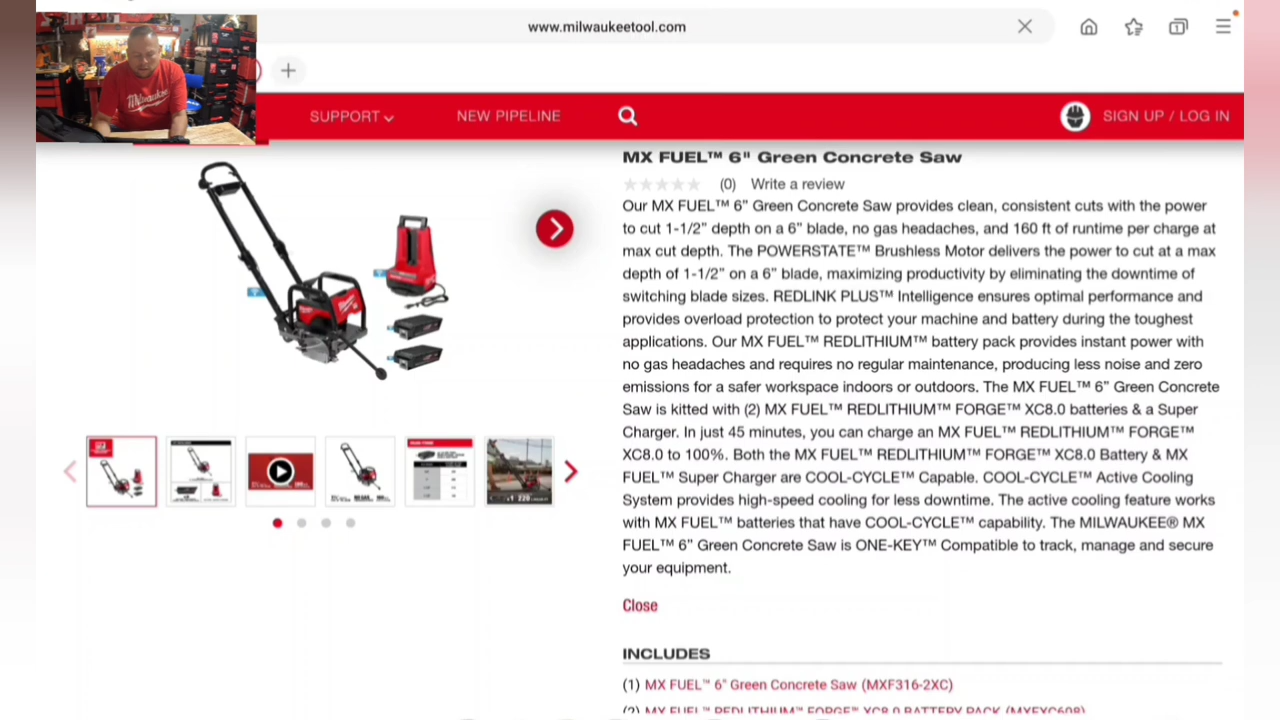 www.milwaukeetool.com
SUPPORT
NEW PIPELINE
SIGN UP / LOG IN
Milwaukee
MX FUEL™ 6" Green Concrete Saw
(0) Write a review
Our MX FUEL™ 6” Green Concrete Saw provides clean, consistent cuts with the power
to cut 1-1/2” depth on a 6” blade, no gas headaches, and 160 ft of runtime per charge at
max cut depth. The POWERSTATE™ Brushless Motor delivers the power to cut at a max
depth of 1-1/2” on a 6” blade, maximizing productivity by eliminating the downtime of
switching blade sizes. REDLINK PLUS™ Intelligence ensures optimal performance and
provides overload protection to protect your machine and battery during the toughest
applications. Our MX FUEL™ REDLITHIUM™ battery pack provides instant power with
no gas headaches and requires no regular maintenance, producing less noise and zero
emissions for a safer workspace indoors or outdoors. The MX FUEL™ 6” Green Concrete
Saw is kitted with (2) MX FUEL™ REDLITHIUM™ FORGE™ XC8.0 batteries & a Super
Charger. In just 45 minutes, you can charge an MX FUEL™ REDLITHIUM™ FORGE™
XC8.0 to 100%. Both the MX FUEL™ REDLITHIUM™ FORGE™ XC8.0 Battery & MX
FUEL™ Super Charger are COOL-CYCLE™ Capable. COOL-CYCLE™ Active Cooling
System provides high-speed cooling for less downtime. The active cooling feature works
with MX FUEL™ batteries that have COOL-CYCLE™ capability. The MILWAUKEE® MX
FUEL™ 6” Green Concrete Saw is ONE-KEY™ Compatible to track, manage and secure
your equipment.
Close
INCLUDES
(1) MX FUEL™ 6" Green Concrete Saw (MXF316-2XC)
(2) MX FUEL™ REDLITHIUM™ FORGE™ XC8.0 BATTERY PACK (MXFXC608)